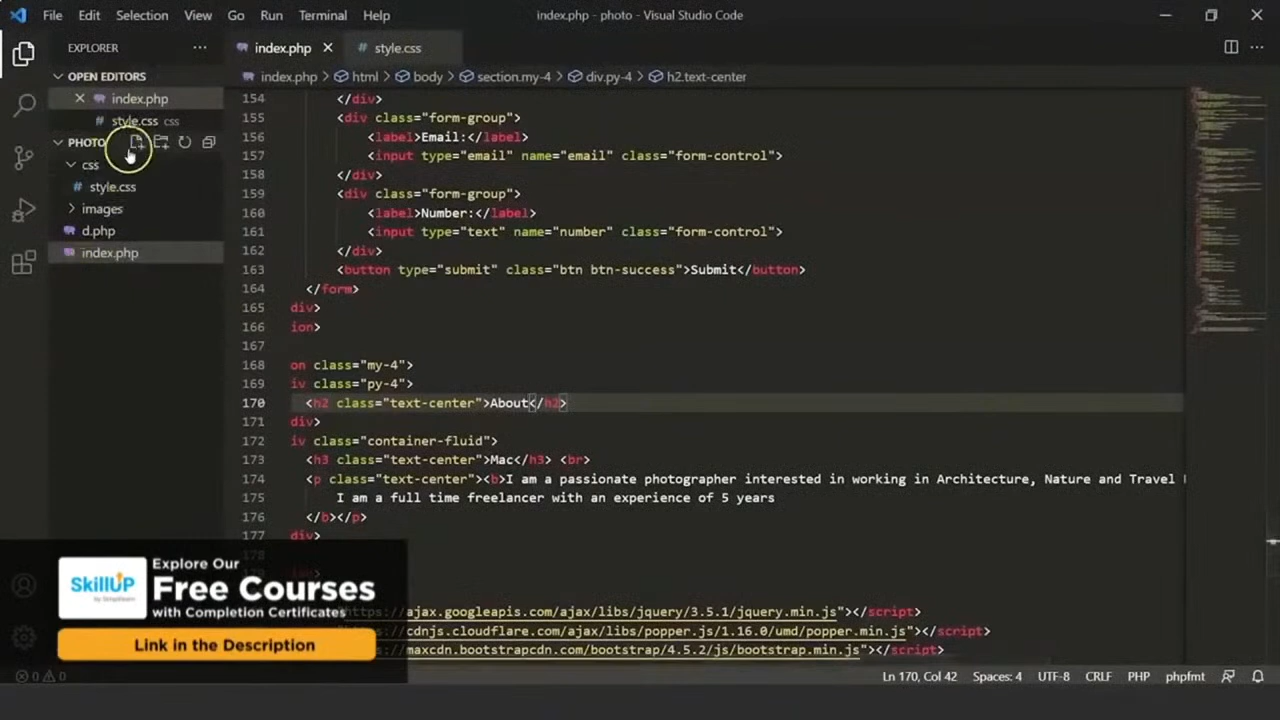 File Edit Selection View Go Run Terminal Help index.php - photo - Visual Studio Code
EXPLORER
index.php
# style.css
OPEN EDITORS
index.php > html > body > section.my-4 > div.py-4 > h2.text-center
index.php
# style.css css
PHOTO
css
# style.css
images
d.php
index.php
154 </div>
155 <div class="form-group">
156 <label>Email:</label>
157 <input type="email" name="email" class="form-control">
158 </div>
159 <div class="form-group">
160 <label>Number:</label>
161 <input type="text" name="number" class="form-control">
162 </div>
163 <button type="submit" class="btn btn-success">Submit</button>
164 </form>
165 div>
166 ion>
167
168 on class="my-4">
169 iv class="py-4">
170 <h2 class="text-center">About</h2>
171 div>
172 iv class="container-fluid">
173 <h3 class="text-center">Mac</h3> <br>
174 <p class="text-center"><b>I am a passionate photographer interested in working in Architecture, Nature and Travel
175 I am a full time freelancer with an experience of 5 years
176 </b></p>
177 div>
https://ajax.googleapis.com/ajax/libs/jquery/3.5.1/jquery.min.js"></script>
https://cdnjs.cloudflare.com/ajax/libs/popper.js/1.16.0/umd/popper.min.js"></script>
maxcdn.bootstrapcdn.com/bootstrap/4.5.2/js/bootstrap.min.js"></script>
SkillUP
by Simplilearn
Explore Our
Free Courses
with Completion Certificates
Link in the Description
0 0 Ln 170, Col 42 Spaces: 4 UTF-8 CRLF PHP phpfmt